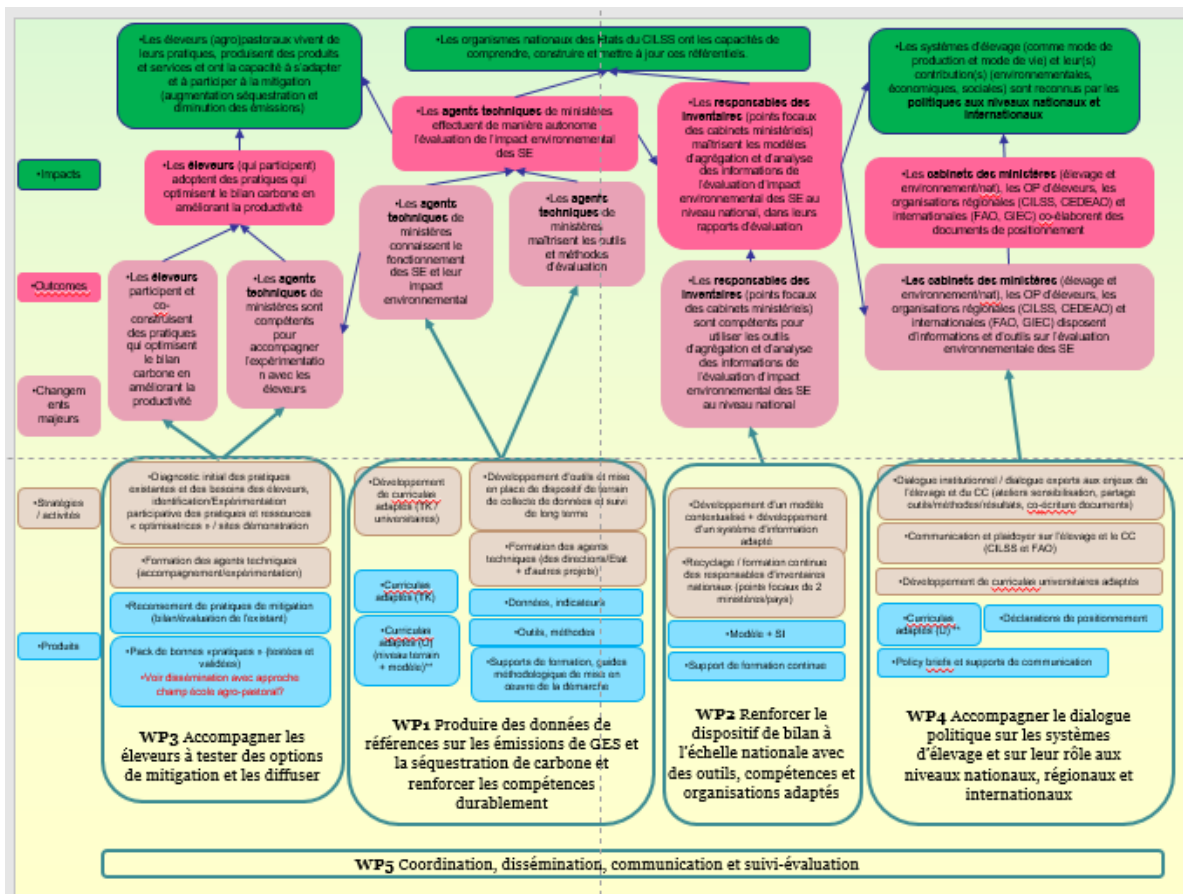 •Les éleveurs (agro)pastoraux vivent de
leurs pratiques, produisent des produits
et services et ont la capacité à s'adapter
et à participer à la mitigation
(augmentation séquestration et
diminution des émissions)
•Les organismes nationaux des Etats du CILSS ont les capacités de
comprendre, construire et mettre à jour ces référentiels.
•Les systèmes d'élevage (comme mode de
production et mode de vie) et leur(s)
contribution(s) (environnementales,
économiques, sociales) sont reconnus par les
politiques aux niveaux nationaux et
internationaux
•Impacts
•Les éleveurs (qui participent)
adoptent des pratiques qui
optimisent le bilan carbone en
améliorant la productivité
•Les agents techniques de ministères
effectuent de manière autonome
l'évaluation de l'impact environnemental
des SE
•Les responsables des
inventaires (points focaux
des cabinets ministériels)
maîtrisent les modèles
d'agrégation et d'analyse
des informations de
l'évaluation d'impact
environnemental des SE au
niveau national, dans leurs
rapports d'évaluation
•Les cabinets des ministères (élevage et
environnement/nat), les OP d'éleveurs, les
organisations régionales (CILSS, CEDEAO) et
internationales (FAO, GIEC) co-élaborent des
documents de positionnement
•Outcomes
•Les éleveurs
participent et
co-
construisent
des pratiques
qui optimisent
le bilan
carbone en
améliorant la
productivité
•Les agents
techniques de
ministères sont
compétents
pour
accompagner
l'expérimentatio
n avec les
éleveurs
•Les agents
techniques de
ministères
connaissent le
fonctionnement
des SE et leur
impact
environnemental
•Les agents
techniques de
ministères
maîtrisent les outils
et méthodes
d'évaluation
•Les responsables des
inventaires (points focaux
des cabinets ministériels)
sont compétents pour
utiliser les outils
d'agrégation et d'analyse
des informations de
l'évaluation d'impact
environnemental des SE
au niveau national
•Les cabinets des ministères (élevage et
environnement/nat), les OP d'éleveurs, les
organisations régionales (CILSS, CEDEAO) et
internationales (FAO, GIEC) disposent
d'informations et d'outils sur l'évaluation
environnementale des SE
•Changem
ents
majeurs
•Stratégies
/ activités
•Diagnostic initial des pratiques
existantes et des besoins des éleveurs,
identification/Expérimentation
participative des pratiques et ressources
« optimisatrices » / sites démonstration
•Formation des agents techniques
(accompagnement/expérimentation)
•Développement
de curriculas
adaptés (TK /
universitaires)
•Développement d'outils et mise
en place de dispositif de terrain
de collecte de données et suivi
de long terme
•Formation des agents
techniques (des directions/Etat
+ d'autres projets)
•Développement d'un modèle
contextualisé + développement
d'un système d'information
adapté
•Recyclage / formation continue
des responsables d'inventaires
nationaux (points focaux de 2
ministères/pays)
•Dialogue institutionnel / dialogue experts aux enjeux de
l'élevage et du CC (ateliers sensibilisation, partage
outils/méthodes/résultats, co-écriture documents)
•Communication et plaidoyer sur l'élevage et le CC
(CILSS et FAO)
•Développement de curriculas universitaires adaptés
•Produits
•Recensement de pratiques de mitigation
(bilan/évaluation de l'existant)
•Pack de bonnes «pratiques » (testées et
validées)
•Voir dissémination avec approche
champ école agro-pastoral?
•Curriculas
adaptés (TK)
•Curriculas
adaptés (U)
(niveau terrain
+ modèle)**
•Données, indicateurs
•Outils, méthodes
•Supports de formation, guides
méthodologique de mise en
œuvre de la démarche
•Modèle + SI
•Support de formation continue
•Curriculas
adaptés (U) **
•Déclarations de positionnement
•Policy briefs et supports de communication
WP3 Accompagner les
éleveurs à tester des options
de mitigation et les diffuser
WP1 Produire des données de
références sur les émissions de GES et
la séquestration de carbone et
renforcer les compétences
durablement
WP2 Renforcer le
dispositif de bilan à
l'échelle nationale avec
des outils, compétences et
organisations adaptés
WP4 Accompagner le dialogue
politique sur les systèmes
d'élevage et sur leur rôle aux
niveaux nationaux, régionaux et
internationaux
WP5 Coordination, dissémination, communication et suivi-évaluation